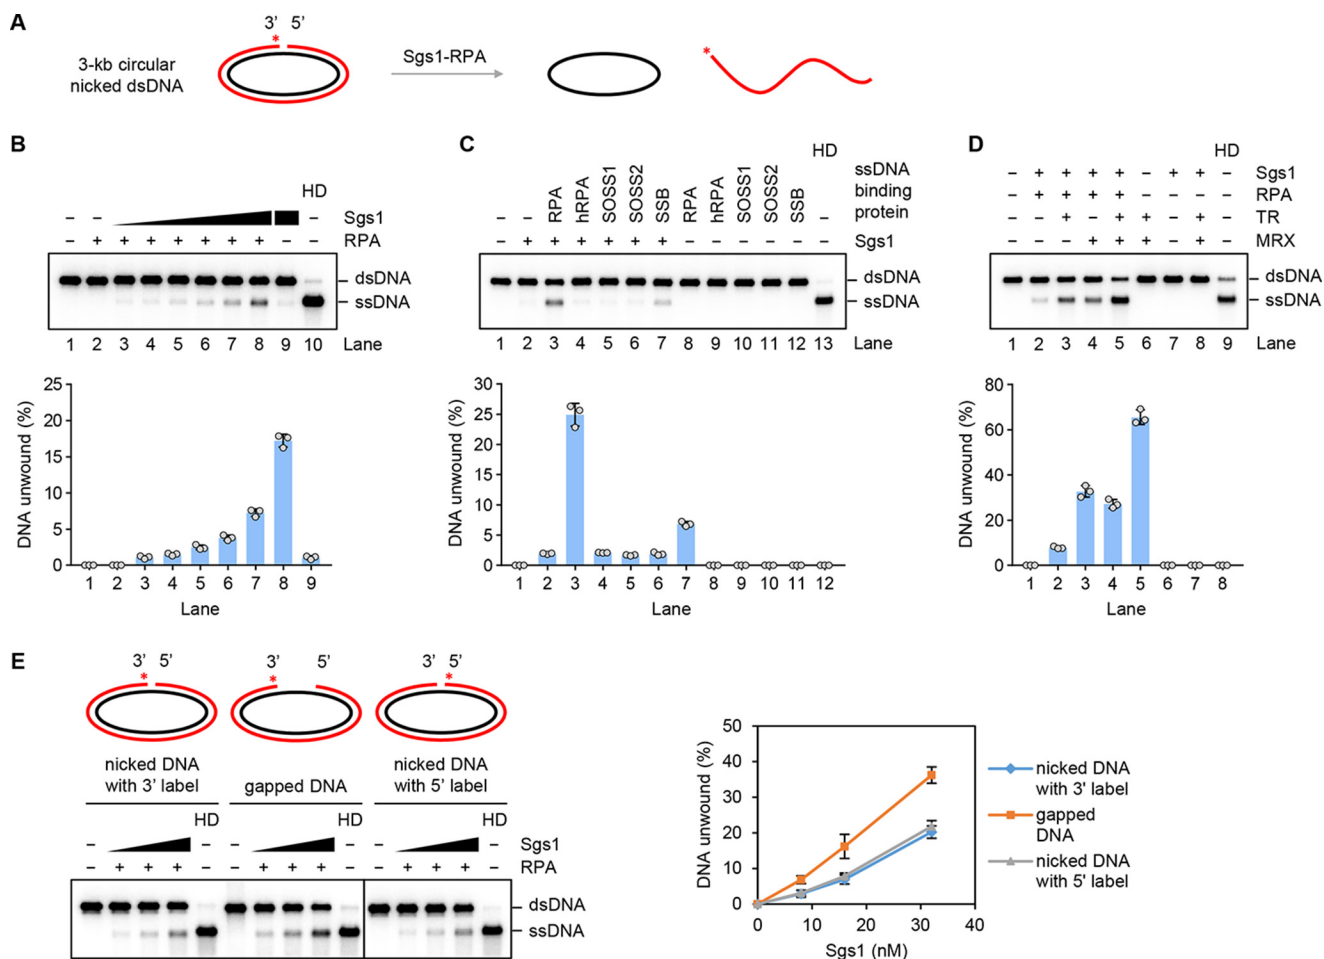 A
3' 5'
*
3-kb circular
nicked dsDNA
Sgs1-RPA
*
B
HD
– – – – Sgs1
– + + + + + + + – – RPA
dsDNA
ssDNA
1 2 3 4 5 6 7 8 9 10 Lane
DNA unwound (%)
25
20
15
10
5
0
1 2 3 4 5 6 7 8 9
Lane
C
HD
– – RPA hRPA SOSS1 SOSS2 SSB RPA hRPA SOSS1 SOSS2 SSB – ssDNA
binding
protein
– + + + + + + – – – – – – Sgs1
dsDNA
ssDNA
1 2 3 4 5 6 7 8 9 10 11 12 13 Lane
DNA unwound (%)
30
25
20
15
10
5
0
1 2 3 4 5 6 7 8 9 10 11 12
Lane
D
HD
– + + + + – + + – Sgs1
– + + + + – – – – RPA
– – + – + + – + – TR
– – – + + + – + – MRX
dsDNA
ssDNA
1 2 3 4 5 6 7 8 9 Lane
DNA unwound (%)
80
60
40
20
0
1 2 3 4 5 6 7 8
Lane
E
3' 5' 3' 5' 3' 5'
* * *
nicked DNA
with 3' label
gapped DNA
nicked DNA
with 5' label
HD HD HD
– – – – – – Sgs1
– + + + – – + + + – – + + + – RPA
dsDNA
ssDNA
DNA unwound (%)
50
40
30
20
10
0
0 10 20 30 40
Sgs1 (nM)
nicked DNA
with 3' label
gapped
DNA
nicked DNA
with 5' label